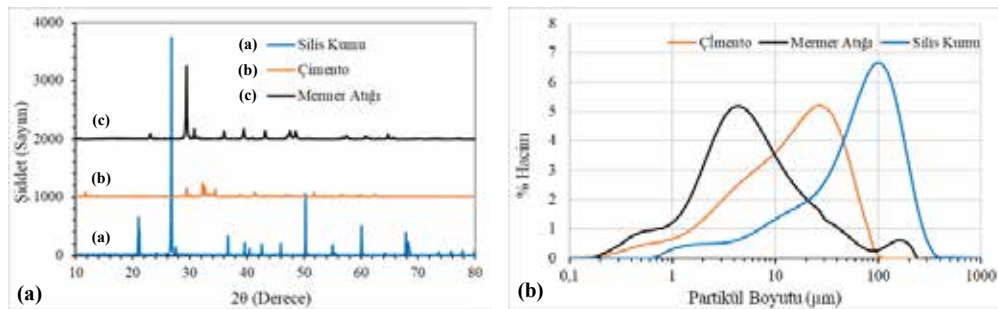 4000
3000
2000
1000
0
Şiddet (Sayım)
(a) Silis Kumu
(b) Çimento
(c) Mermer Atığı
(c)
(b)
(a)
10 20 30 40 50 60 70 80
2θ (Derece)
(a)
8
7
6
5
4
3
2
1
0
% Hacim
Çimento Mermer Atığı Silis Kumu
0,1 1 10 100 1000
Partikül Boyutu (µm)
(b)